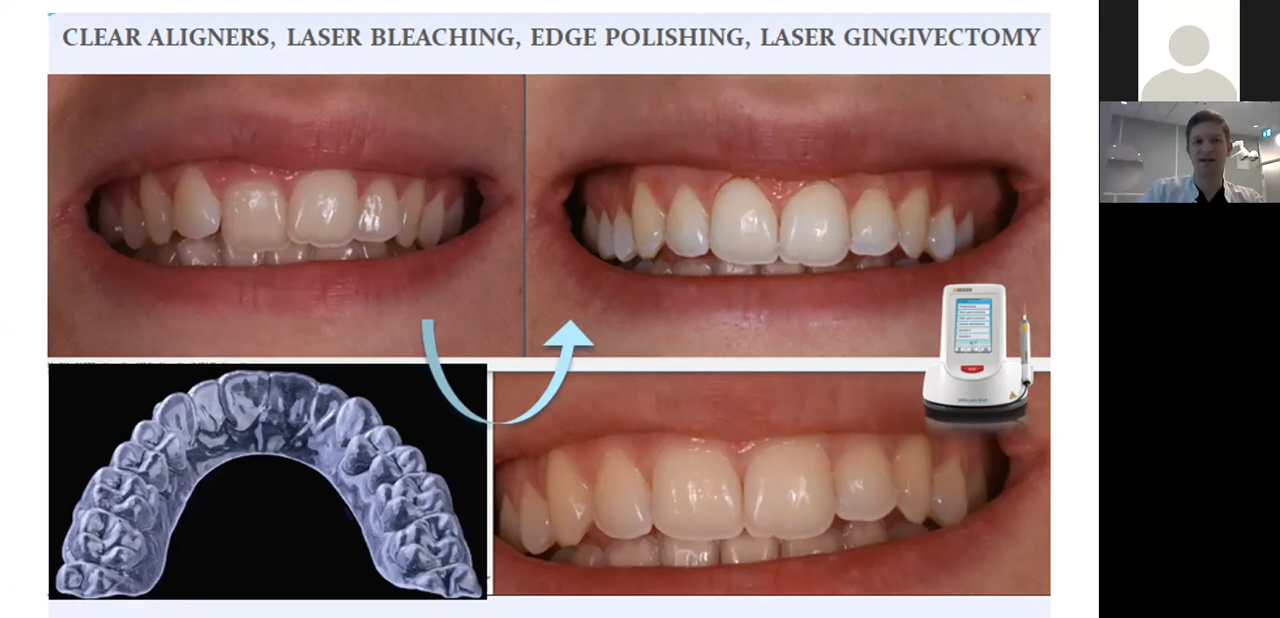 CLEAR ALIGNERS, LASER BLEACHING, EDGE POLISHING, LASER GINGIVECTOMY